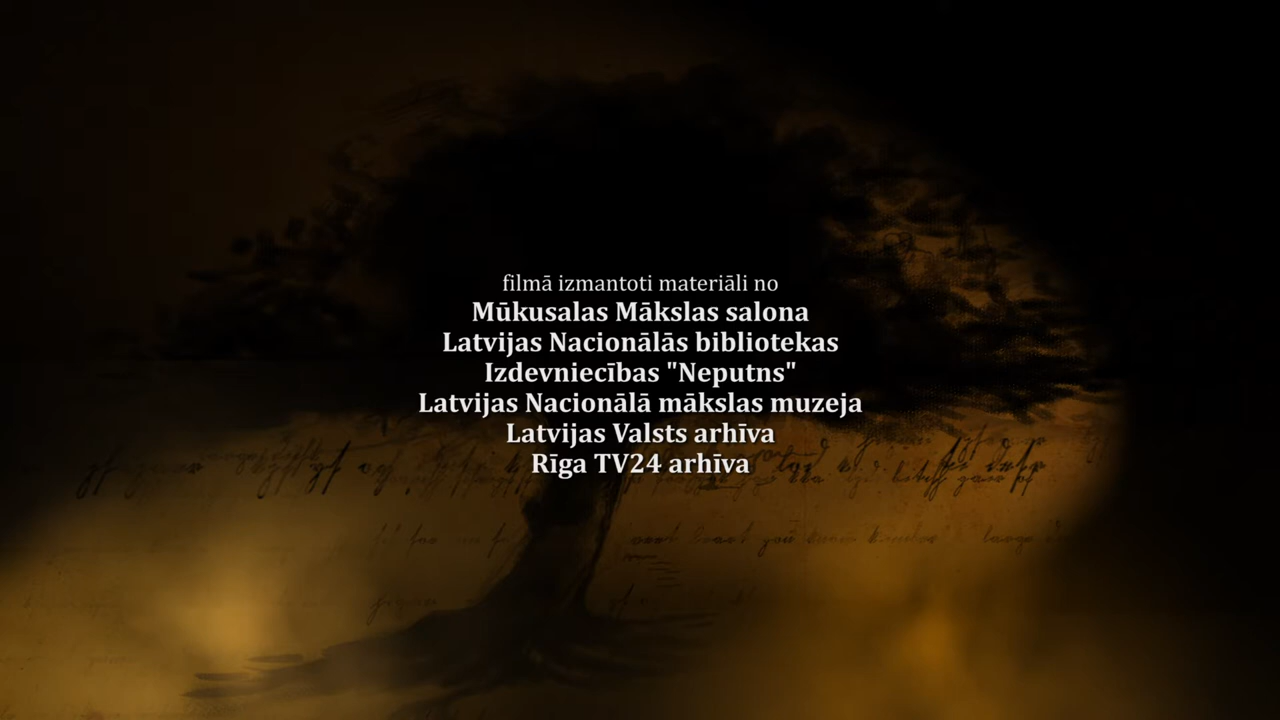 filmā izmantoti materiāli no
Mūkusalas Mākslas salona
Latvijas Nacionālās bibliotekas
Izdevniecības "Neputns"
Latvijas Nacionālā mākslas muzeja
Latvijas Valsts arhīva
Rīga TV24 arhīva